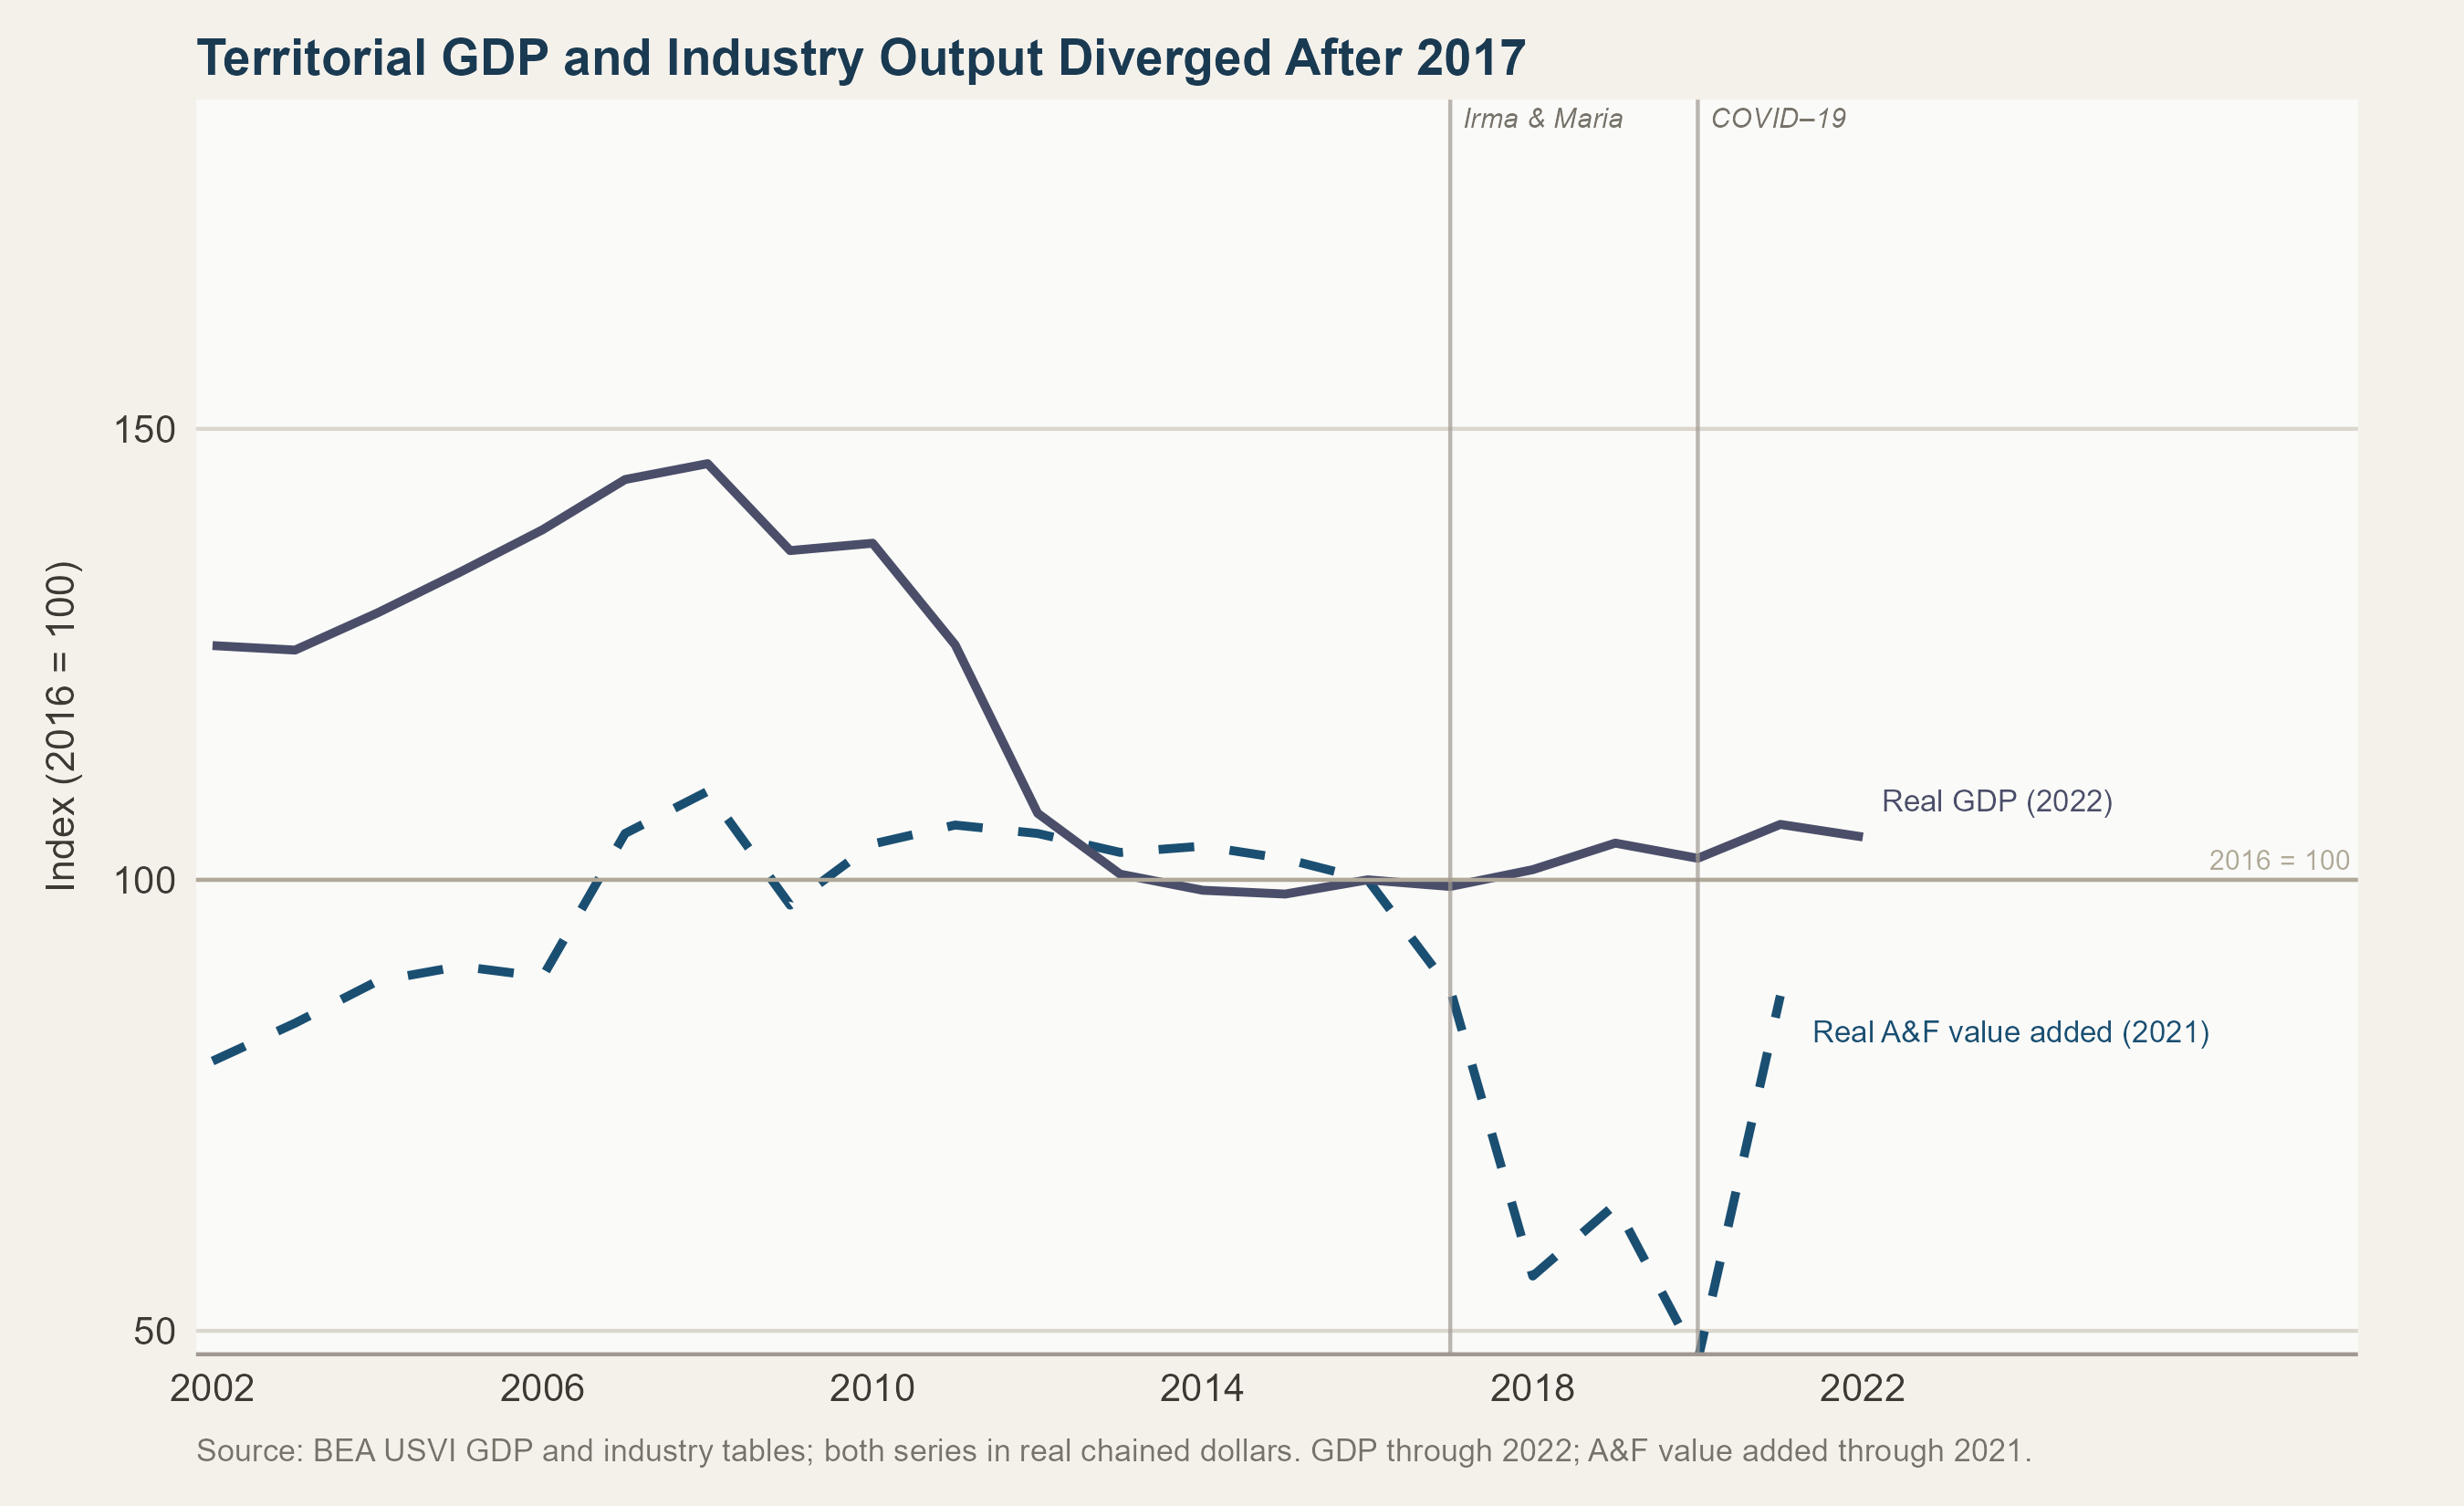 Territorial GDP and Industry Output Diverged After 2017
Irma & Maria
COVID–19
150
100
50
Index (2016 = 100)
Real GDP (2022)
2016 = 100
Real A&F value added (2021)
2002
2006
2010
2014
2018
2022
Source: BEA USVI GDP and industry tables; both series in real chained dollars. GDP through 2022; A&F value added through 2021.